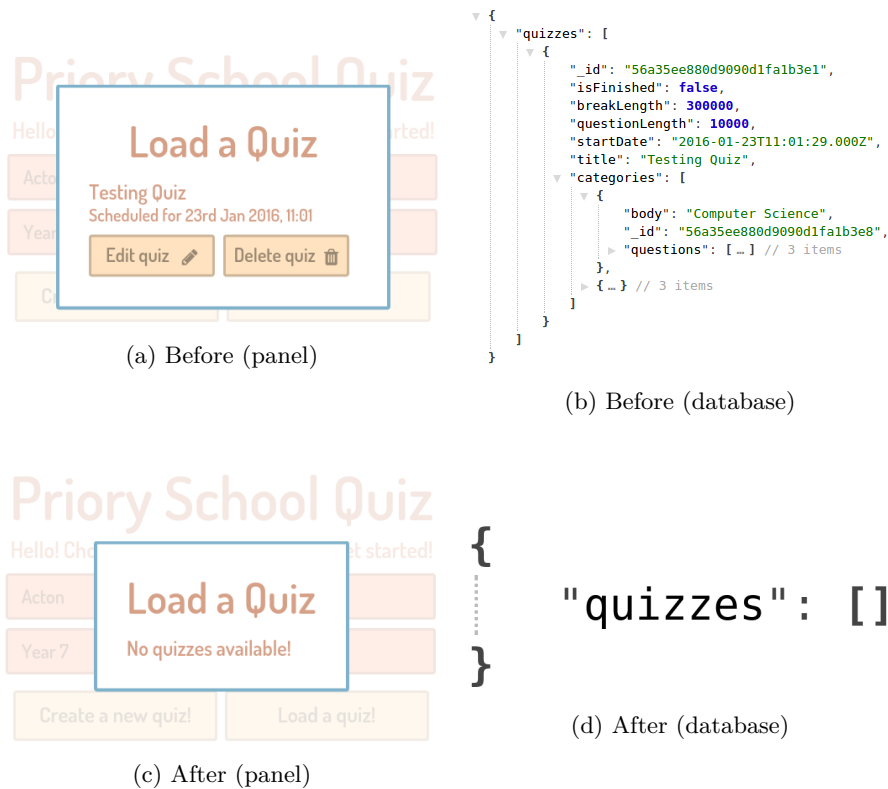 Priory School Quiz
Hello
arted!
Load a Quiz
Acto
Testing Quiz
Scheduled for 23rd Jan 2016, 11:01
Year
Edit quiz
Delete quiz
(a) Before (panel)
{
"quizzes": [
{
"_id": "56a35ee880d9090d1fa1b3e1",
"isFinished": false,
"breakLength": 300000,
"questionLength": 10000,
"startDate": "2016-01-23T11:01:29.000Z",
"title": "Testing Quiz",
"categories": [
{
"body": "Computer Science",
"_id": "56a35ee880d9090d1fa1b3e8",
"questions": [ … ] // 3 items
},
{ … } // 3 items
]
}
]
}
(b) Before (database)
Priory School Quiz
Hello! Cho
et started!
Load a Quiz
Acton
No quizzes available!
Year 7
Create a new quiz!
Load a quiz!
(c) After (panel)
{
"quizzes": []
}
(d) After (database)